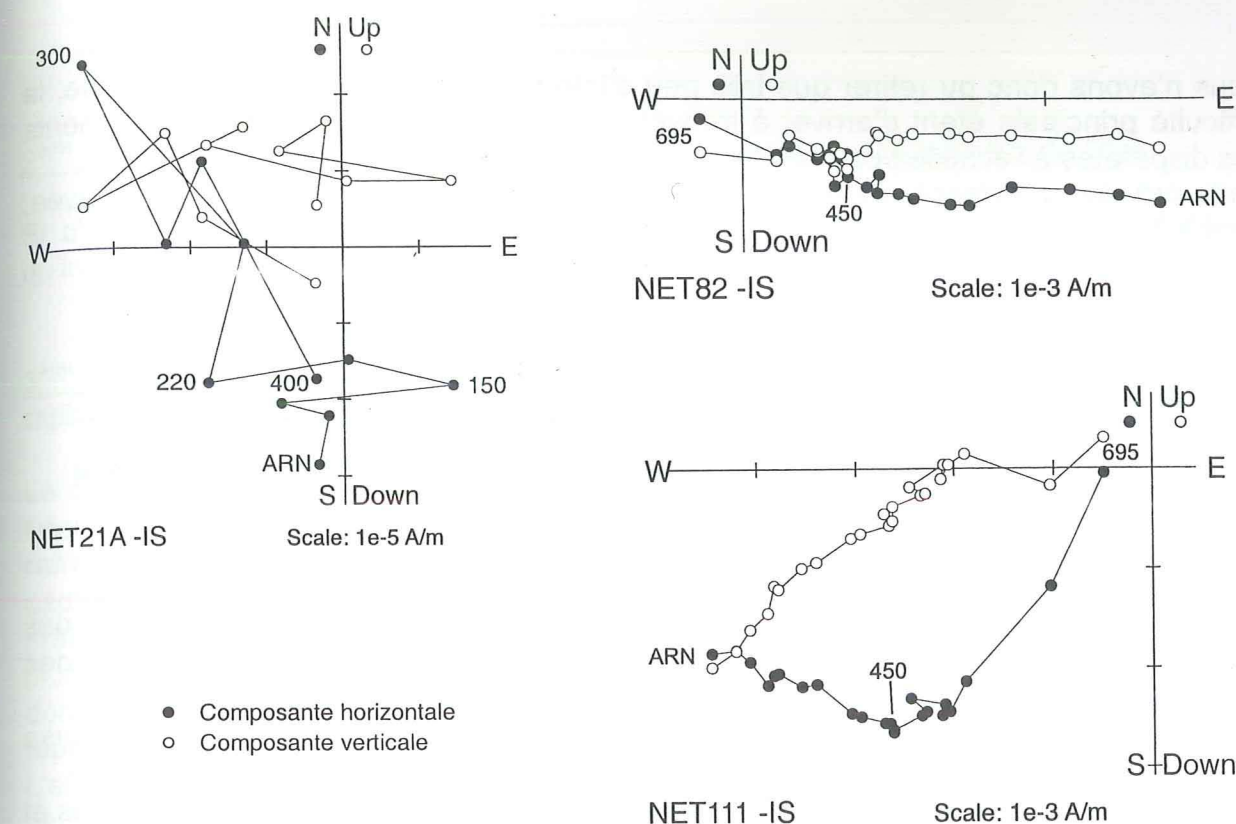 N Up
300
W E
220
400
150
ARN
S Down
NET21A -IS Scale: 1e-5 A/m
N Up
W E
695
450
ARN
S Down
NET82 -IS Scale: 1e-3 A/m
N Up
W E
695
ARN
450
S Down
NET111 -IS Scale: 1e-3 A/m
Composante horizontale
Composante verticale